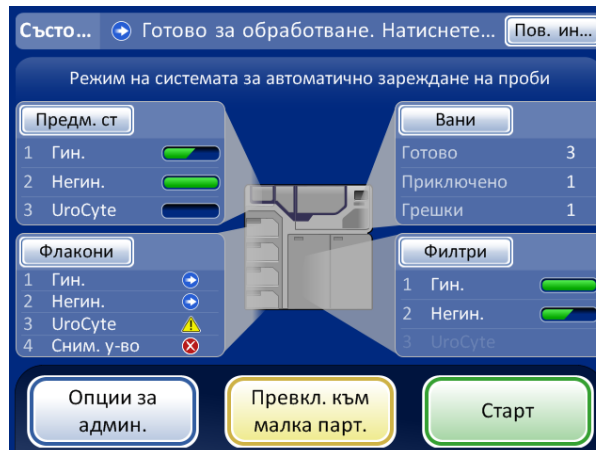 Състо... Готово за обработване. Натиснете... Пов. ин...
Режим на системата за автоматично зареждане на проби
Предм. ст
1 Гин.
2 Негин.
3 UroCyte
Вани
Готово 3
Приключено 1
Грешки 1
Флакони
1 Гин.
2 Негин.
3 UroCyte
4 Сним. у-во
Филтри
1 Гин.
2 Негин.
3 UroCyte
Опции за
админ.
Превкл. към
малка парт.
Старт